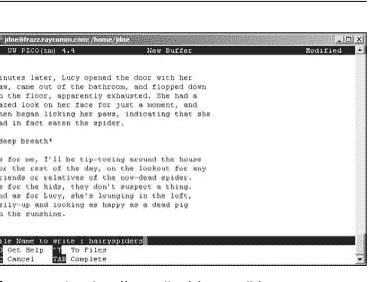 jdoe@frazz.raycomm.com: /home/jdoe
UW PICO(tm) 4.4 New Buffer Modified
inutes later, Lucy opened the door with her
aw, came out of the bathroom, and flopped down
n the floor, apparently exhausted. She had a
azed look on her face for just a moment, and
hen began licking her paws, indicating that she
ad in fact eaten the spider.
deep breath*
s for me, I'll be tip-toeing around the house
or the rest of the day, on the lookout for any
riends or relatives of the now-dead spider.
s for the kids, they don't suspect a thing.
nd as for Lucy, she's lounging in the loft,
elly-up and looking as happy as a dead pig
n the sunshine.
ile Name to write : hairyspiders
Get Help ^T To Files
Cancel TAB Complete